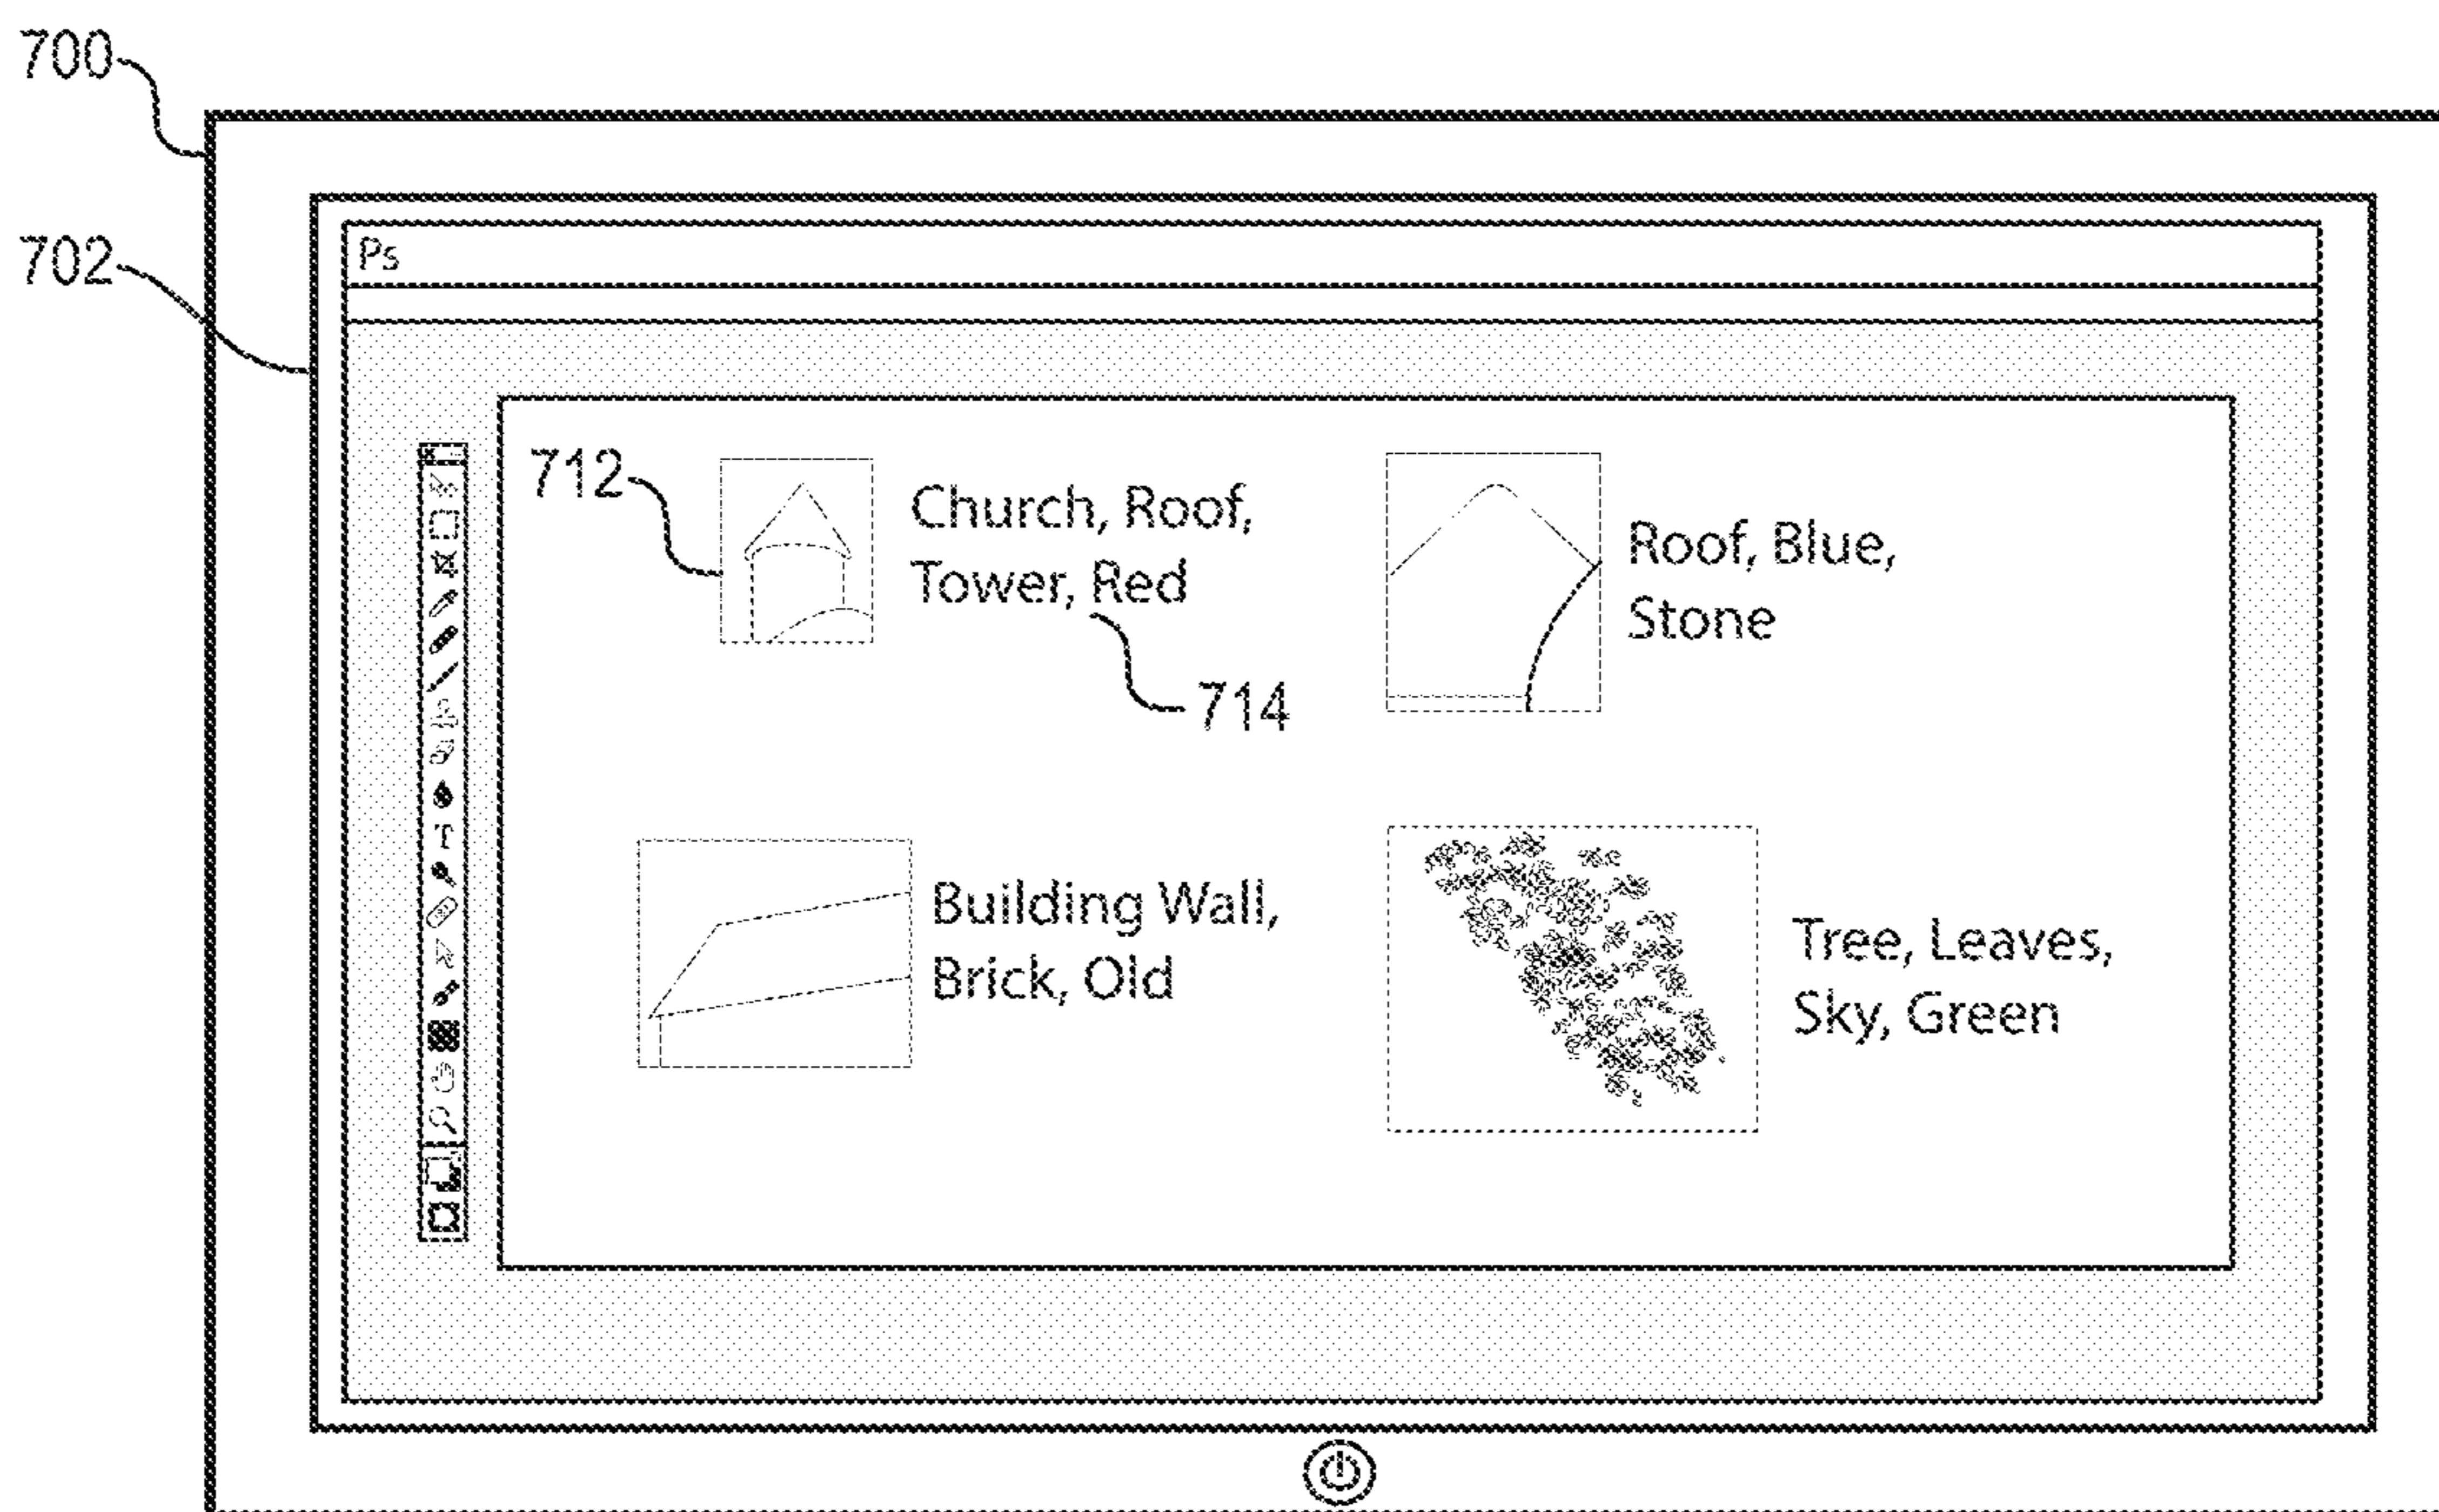 700
702
Ps
712
Church, Roof,
Tower, Red
714
Roof, Blue,
Stone
Building Wall,
Brick, Old
Tree, Leaves,
Sky, Green
T